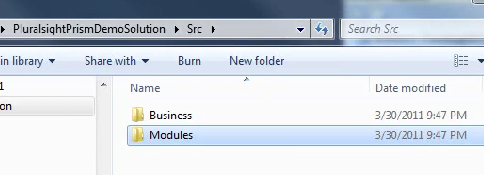 PluralsightPrismDemoSolution ▸ Src ▸ Search Src
in library ▾ Share with ▾ Burn New folder
1 Name Date modified
on
Business 3/30/2011 9:47 PM
Modules 3/30/2011 9:47 PM